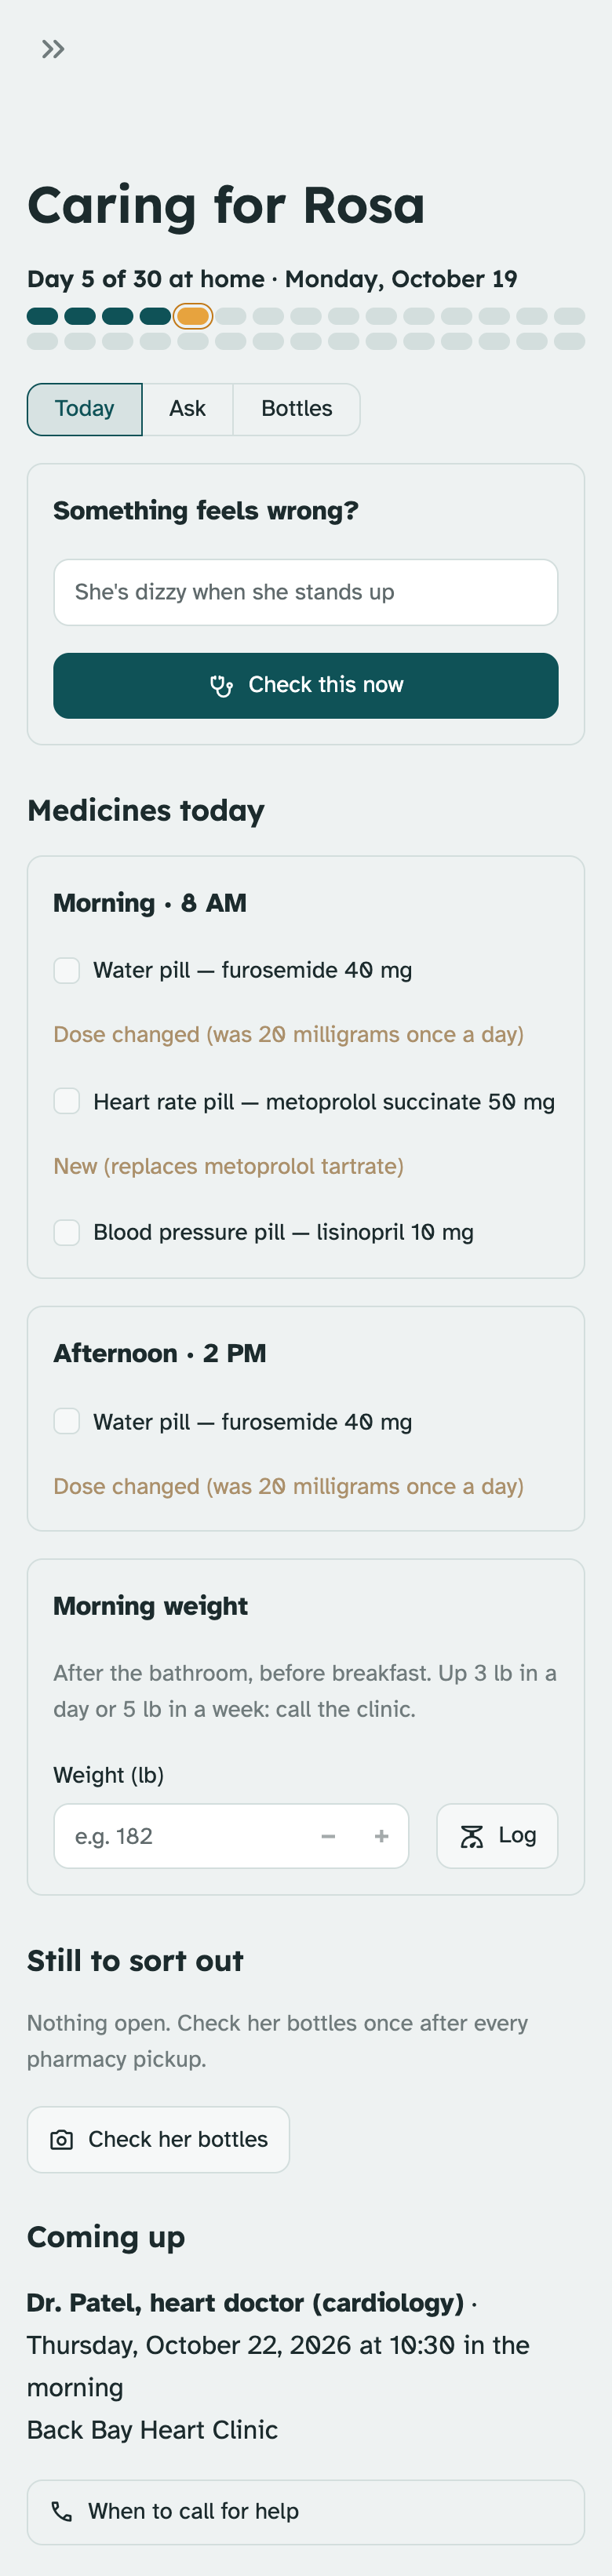 Caring for Rosa
Day 5 of 30 at home · Monday, October 19
Today
Ask
Bottles
Something feels wrong?
She's dizzy when she stands up
Check this now
Medicines today
Morning · 8 AM
Water pill — furosemide 40 mg
Dose changed (was 20 milligrams once a day)
Heart rate pill — metoprolol succinate 50 mg
New (replaces metoprolol tartrate)
Blood pressure pill — lisinopril 10 mg
Afternoon · 2 PM
Water pill — furosemide 40 mg
Dose changed (was 20 milligrams once a day)
Morning weight
After the bathroom, before breakfast. Up 3 lb in a
day or 5 lb in a week: call the clinic.
Weight (lb)
e.g. 182
Log
Still to sort out
Nothing open. Check her bottles once after every
pharmacy pickup.
Check her bottles
Coming up
Dr. Patel, heart doctor (cardiology) ·
Thursday, October 22, 2026 at 10:30 in the
morning
Back Bay Heart Clinic
When to call for help